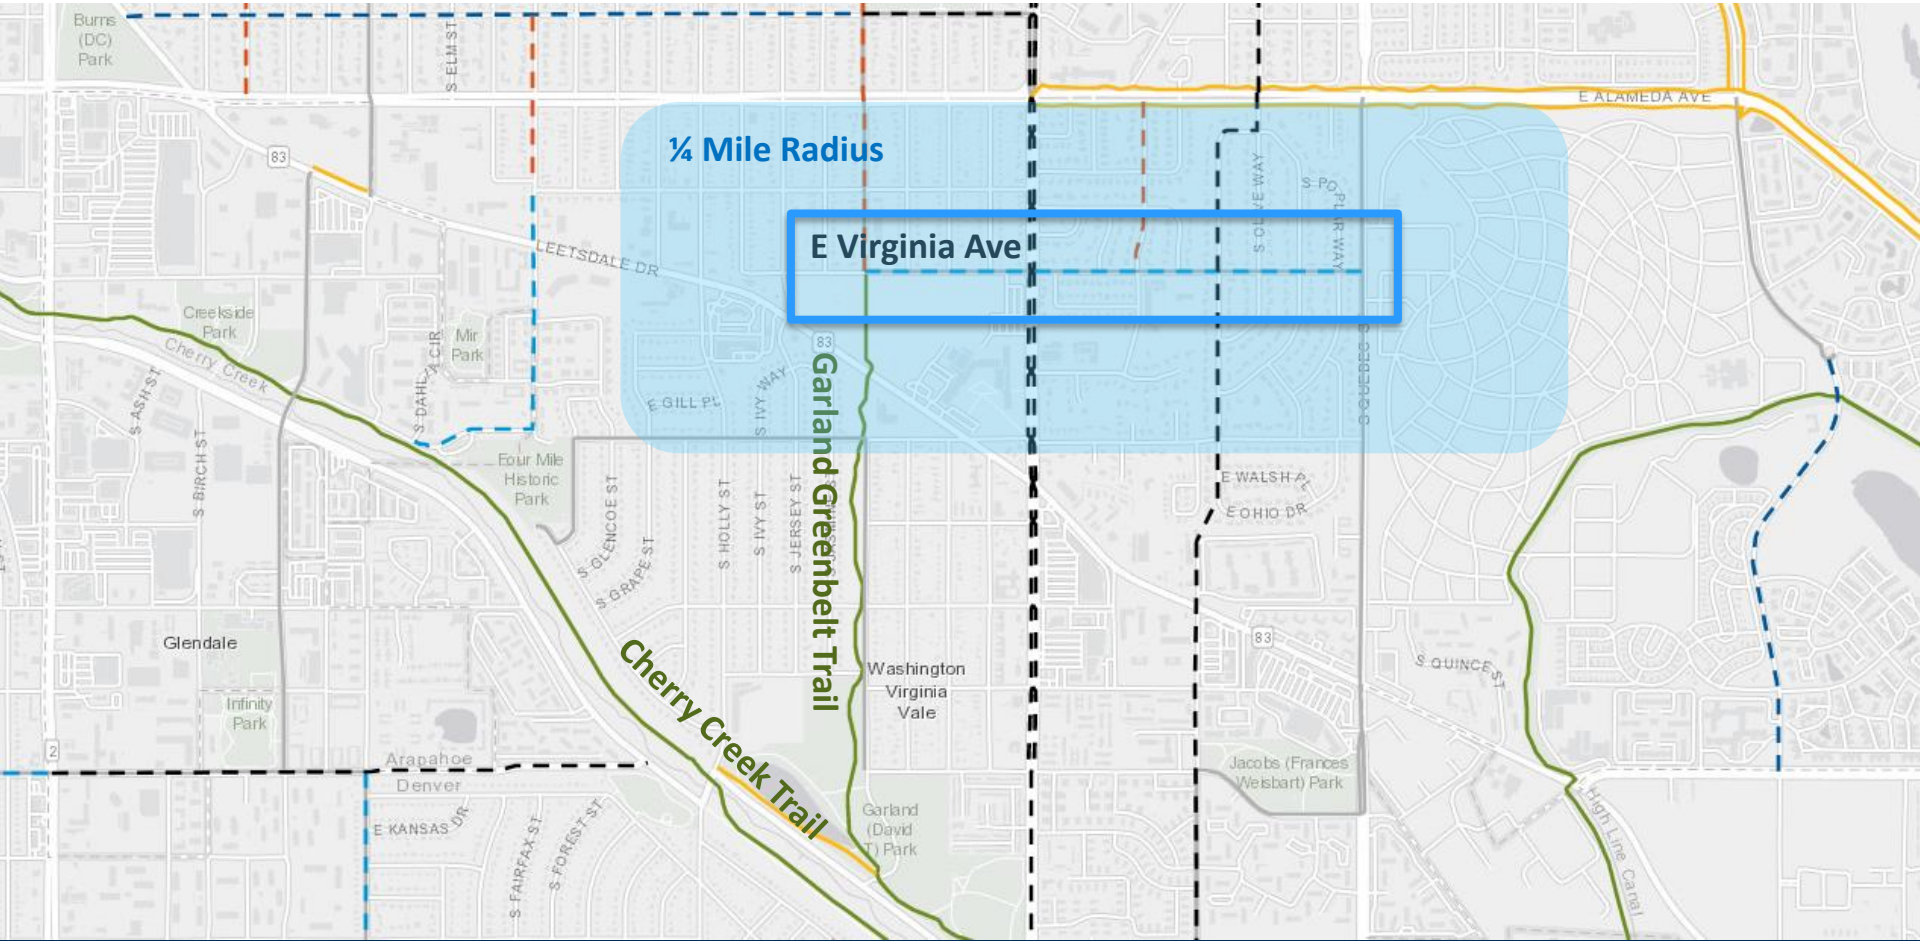 Burns
(DC)
Park
S ELM ST
E ALAMEDA AVE
83
¼ Mile Radius
S OLIVE WAY
S POPLAR WAY
E Virginia Ave
LEETSDALE DR
Creekside
Park
Cherry Creek
Mir
Park
S DAHLIA CIR
83
S ASH ST
E GILL PL
S IVY WAY
S QUEBEC
Garland Greenbelt Trail
S BIRCH ST
Four Mile
Historic
Park
S GLENCOE ST
S GRAPE ST
S HOLLY ST
S IVY ST
S JERSEY ST
E WALSH PL
E OHIO DR
Glendale
83
S QUINCE ST
Cherry Creek Trail
Washington
Virginia
Vale
Infinity
Park
2
Arapahoe
Denver
Jacobs (Frances
Weisbart) Park
E KANSAS DR
S FAIRFAX ST
S FOREST ST
Garland
(David
T) Park
High Line Canal